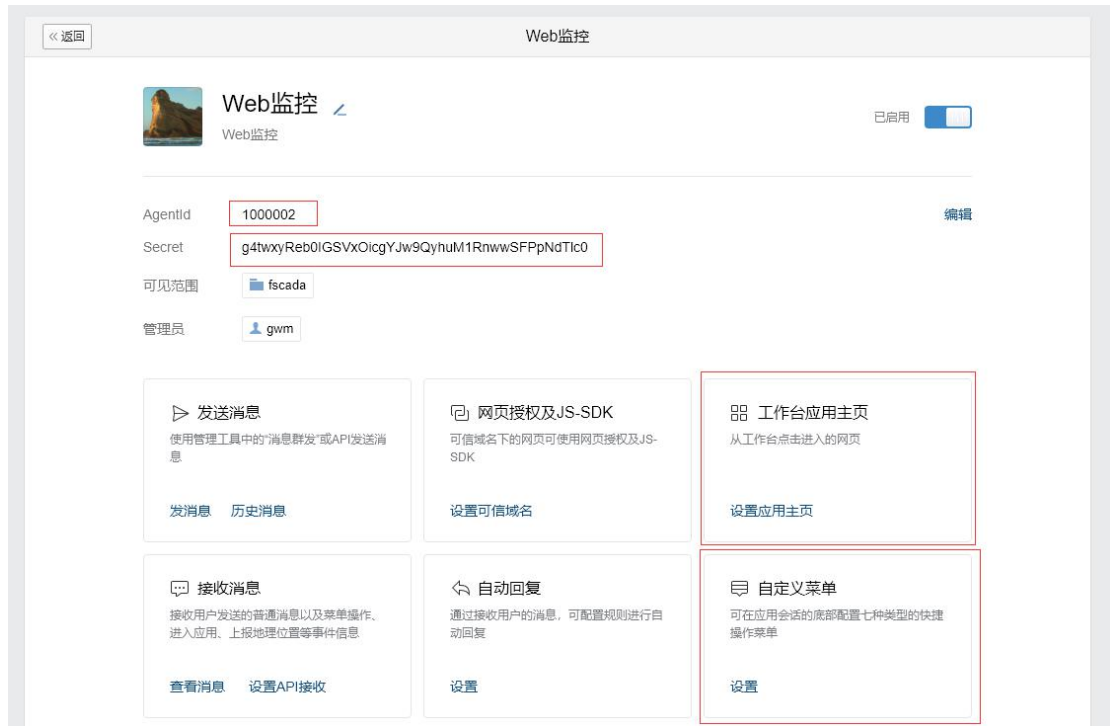 返回
Web监控
Web监控
Web监控
已启用
AgentId 1000002 编辑
Secret g4twxyReb0IGSVxOicgYJw9QyhuM1RnwwSFPpNdTlc0
可见范围 fscada
管理员 gwm
发送消息
使用管理工具中的“消息群发”或API发送消
息
发消息 历史消息
网页授权及JS-SDK
可信域名下的网页可使用网页授权及JS-
SDK
设置可信域名
工作台应用主页
从工作台点击进入的网页
设置应用主页
接收消息
接收用户发送的普通消息以及菜单操作、
进入应用、上报地理位置等事件信息
查看消息 设置API接收
自动回复
通过接收用户的消息，可配置规则进行自
动回复
设置
自定义菜单
可在应用会话的底部配置七种类型的快捷
操作菜单
设置